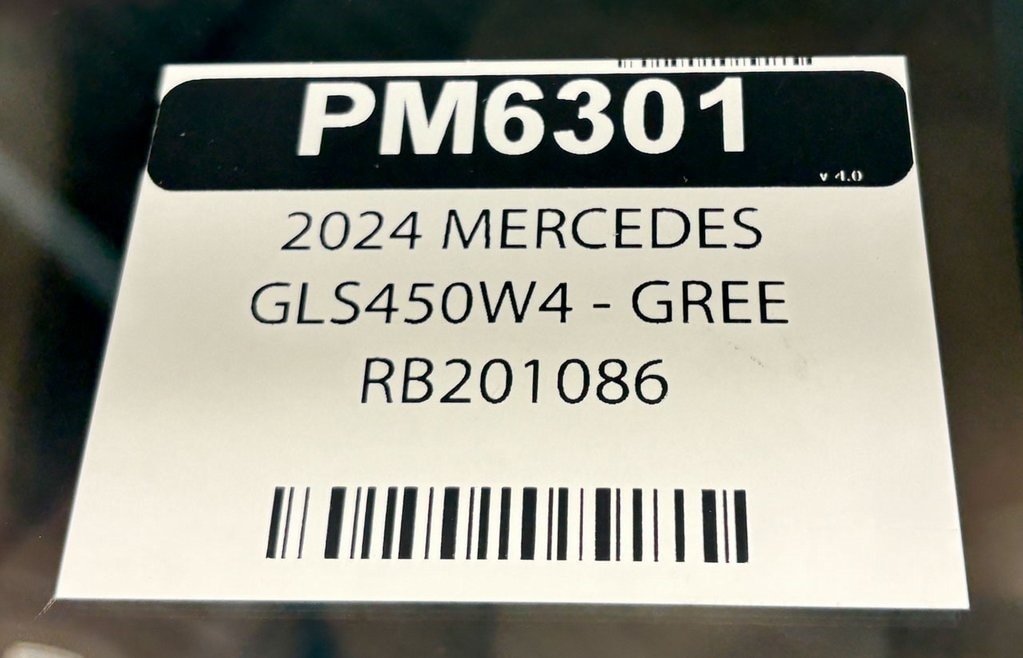 PM6301
v 4.0
2024 MERCEDES
GLS450W4 - GREE
RB201086